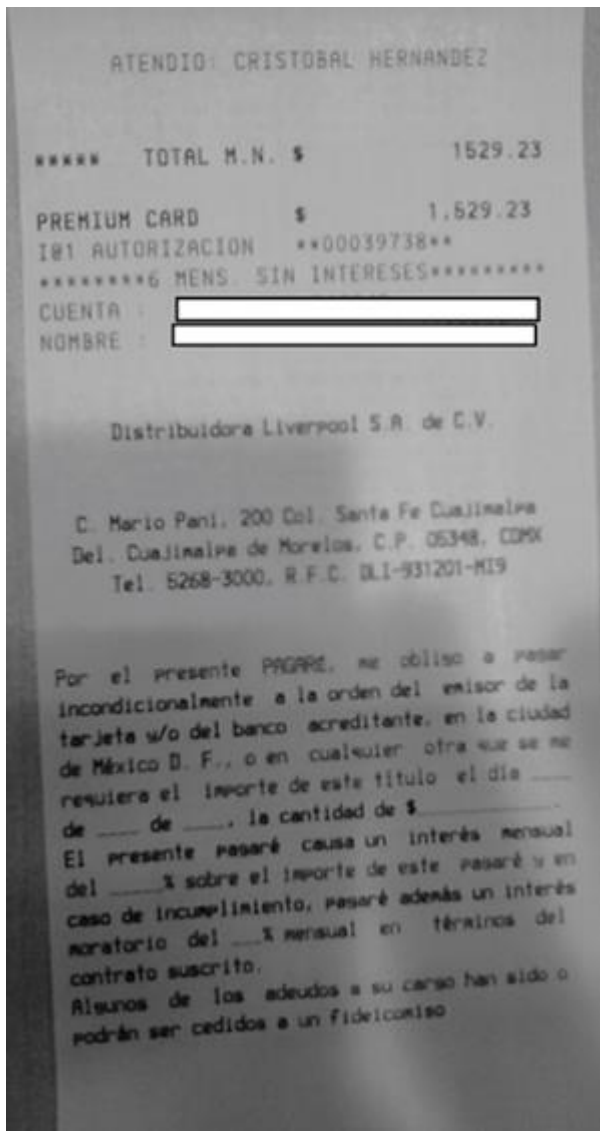 ATENDIO: CRISTOBAL HERNANDEZ
***** TOTAL M.N. $ 1529.23
PREMIUM CARD $ 1,529.23
I@1 AUTORIZACION **00039738**
********6 MENS. SIN INTERESES*********
CUENTA :
NOMBRE :
Distribuidora Liverpool S.A. de C.V.
C. Mario Pani, 200 Col. Santa Fe Cuajimalpa
Del. Cuajimalpa de Morelos, C.P. 05348, CDMX
Tel. 5268-3000, R.F.C. DLI-931201-MI9
Por el presente PAGARÉ, me obligo a pagar
incondicionalmente a la orden del emisor de la
tarjeta y/o del banco acreditante, en la ciudad
de México D. F., o en cualquier otra que se me
requiera el importe de este título el día ____
de ____ de ____, la cantidad de $____________.
El presente pagaré causa un interés mensual
del _____% sobre el importe de este pagaré y en
caso de incumplimiento, pagaré además un interés
moratorio del ___% mensual en términos del
contrato suscrito.
Algunos de los adeudos a su cargo han sido o
podrán ser cedidos a un fideicomiso